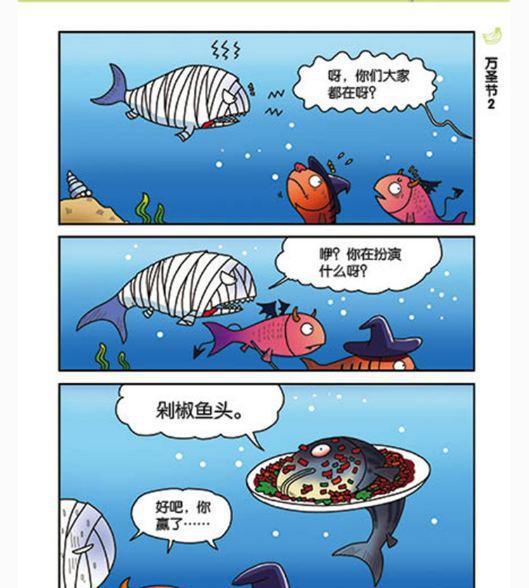 万圣节2
呀，你们大家
都在呀？
咿？你在扮演
什么呀？
剁椒鱼头。
好吧，你
赢了……